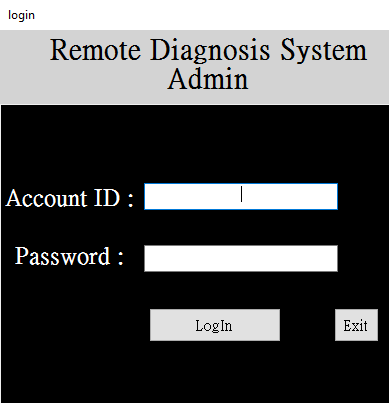 login
Remote Diagnosis System
Admin
Account ID :
Password :
LogIn Exit